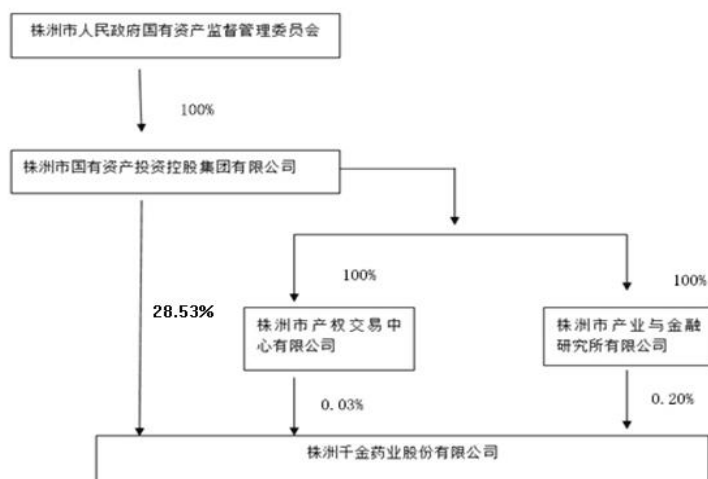 株洲市人民政府国有资产监督管理委员会
100%
株洲市国有资产投资控股集团有限公司
100%
100%
28.53%
株洲市产权交易中
心有限公司
株洲市产业与金融
研究所有限公司
0.03%
0.20%
株洲千金药业股份有限公司